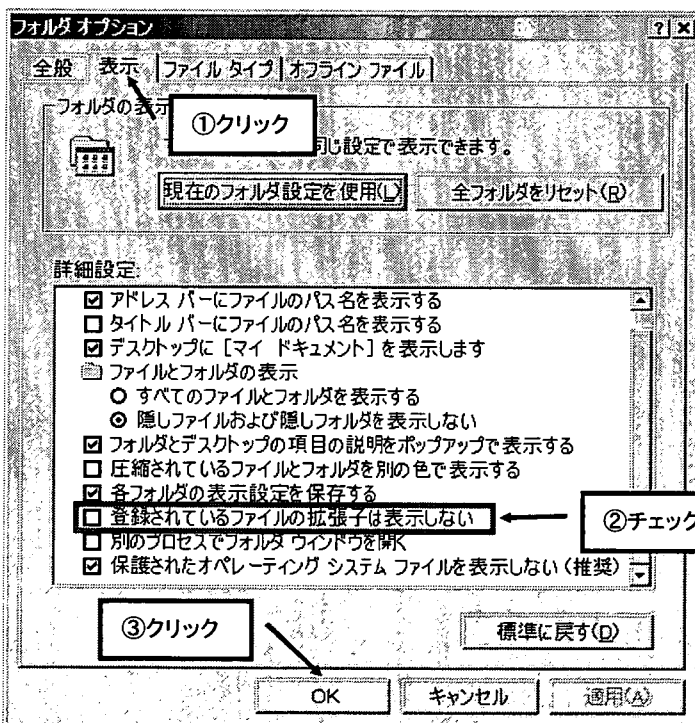 フォルダ オプション
全般 表示 ファイル タイプ オフライン ファイル
フォルダの表示
①クリック
同じ設定で表示できます。
現在のフォルダ設定を使用(L) 全フォルダをリセット(R)
詳細設定:
アドレス バーにファイルのパス名を表示する
タイトル バーにファイルのパス名を表示する
デスクトップに [マイ ドキュメント] を表示します
ファイルとフォルダの表示
すべてのファイルとフォルダを表示する
隠しファイルおよび隠しフォルダを表示しない
フォルダとデスクトップの項目の説明をポップアップで表示する
圧縮されているファイルとフォルダを別の色で表示する
各フォルダの表示設定を保存する
登録されているファイルの拡張子は表示しない
②チェック
別のプロセスでフォルダ ウィンドウを開く
保護されたオペレーティング システム ファイルを表示しない (推奨)
③クリック
標準に戻す(D)
OK キャンセル 適用(A)